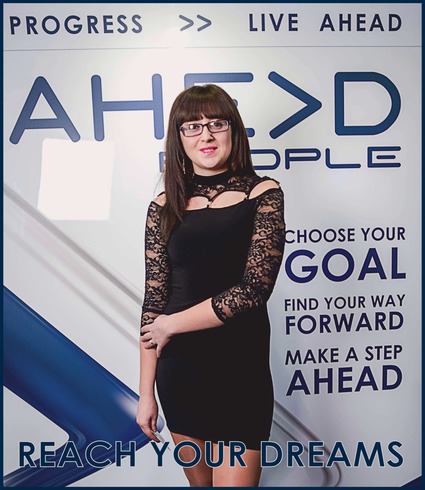 PROGRESS >> LIVE AHEAD
AHE>D
PEOPLE
CHOOSE YOUR
GOAL
FIND YOUR WAY
FORWARD
MAKE A STEP
AHEAD
REACH YOUR DREAMS